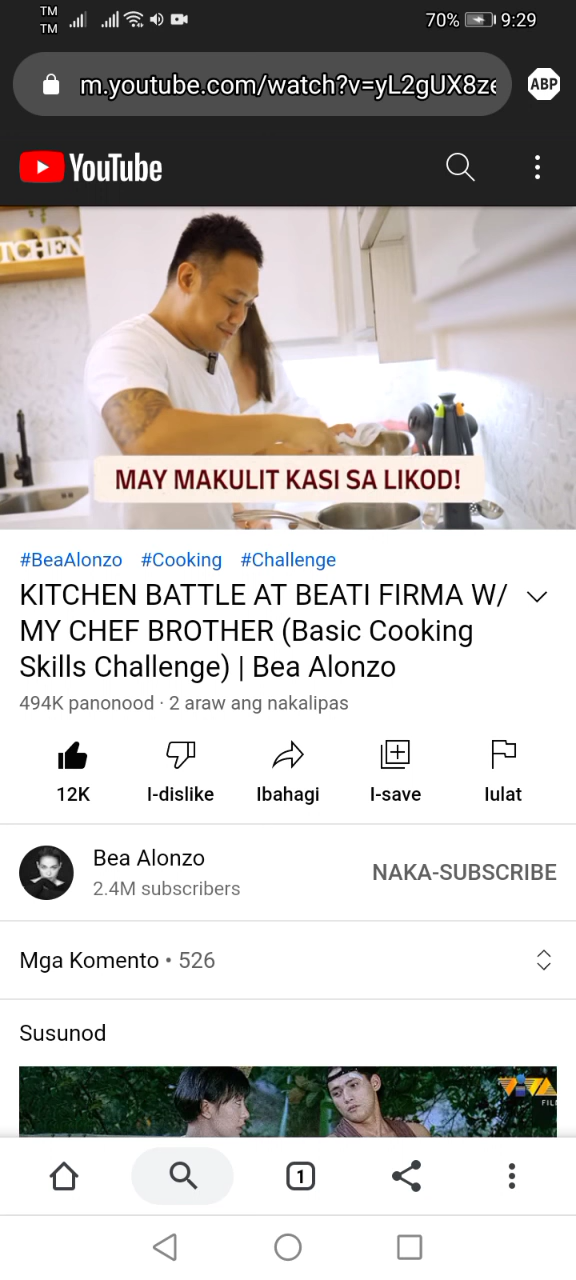 TM
TM
70% 9:29
m.youtube.com/watch?v=yL2gUX8ze
ABP
YouTube
TCHEN
MAY MAKULIT KASI SA LIKOD!
#BeaAlonzo #Cooking #Challenge
KITCHEN BATTLE AT BEATI FIRMA W/
MY CHEF BROTHER (Basic Cooking
Skills Challenge) | Bea Alonzo
494K panonood · 2 araw ang nakalipas
12K I-dislike Ibahagi I-save Iulat
Bea Alonzo
2.4M subscribers
NAKA-SUBSCRIBE
Mga Komento • 526
Susunod
VIVA
FIL
1